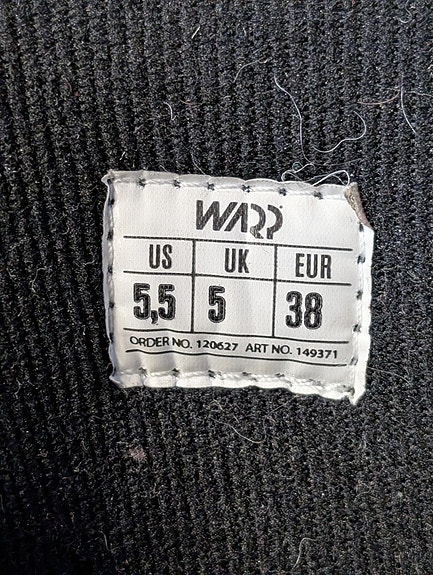 WARP
US UK EUR
5,5 5 38
ORDER NO. 120627 ART NO. 149371